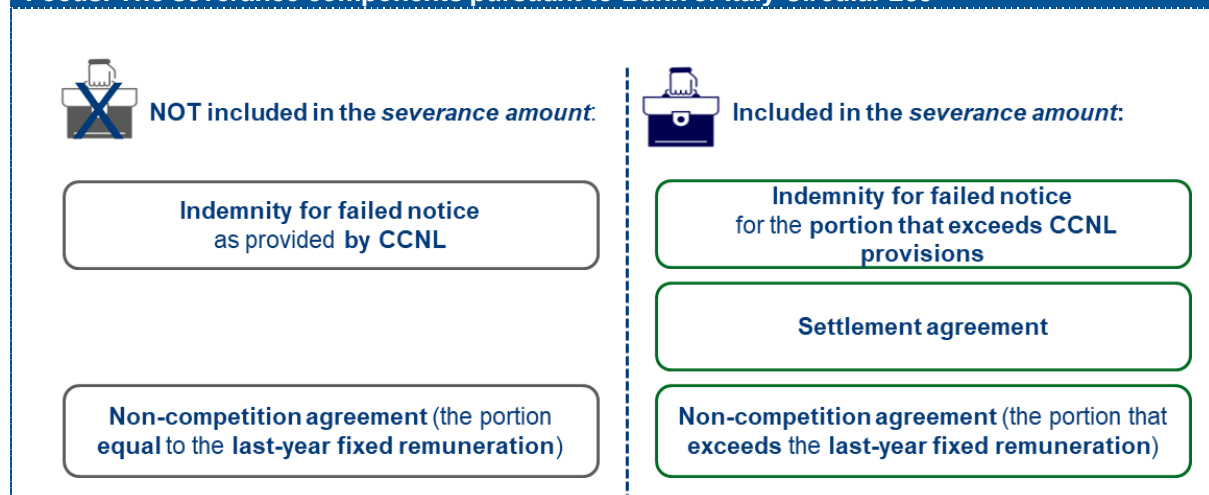 NOT included in the severance amount:
Indemnity for failed notice
as provided by CCNL
Non-competition agreement (the portion
equal to the last-year fixed remuneration)
Included in the severance amount:
Indemnity for failed notice
for the portion that exceeds CCNL
provisions
Settlement agreement
Non-competition agreement (the portion that
exceeds the last-year fixed remuneration)